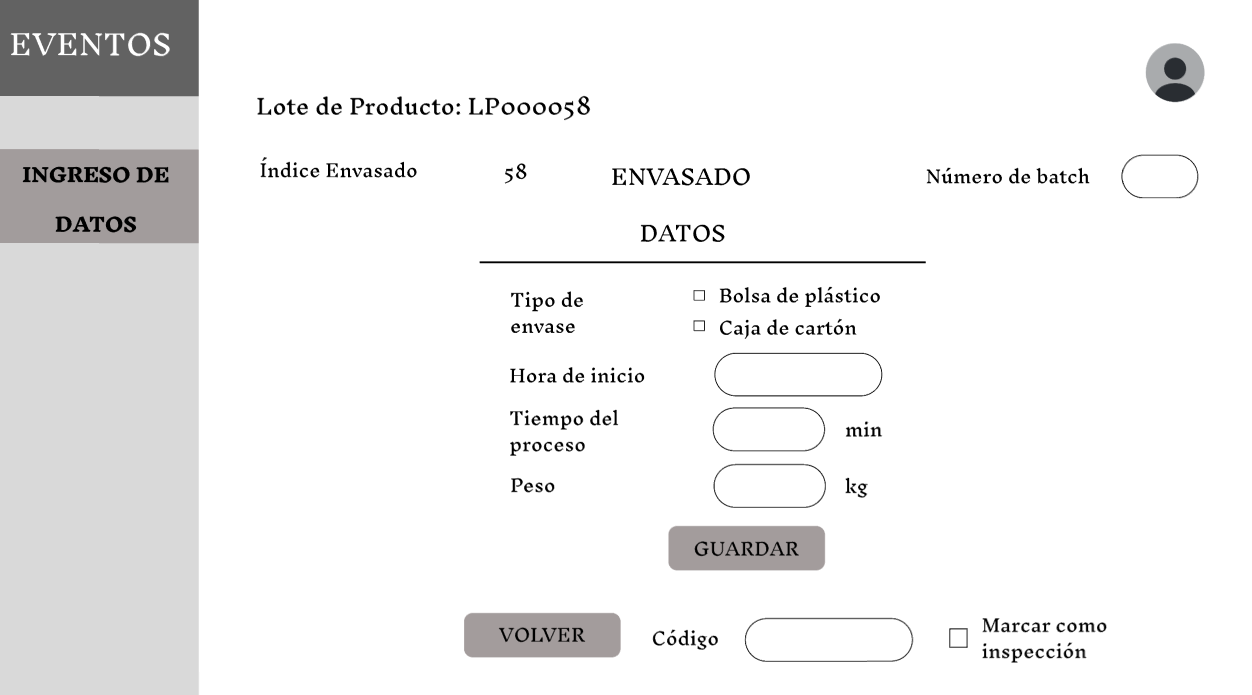 EVENTOS
INGRESO DE
DATOS
Lote de Producto: LP000058
Índice Envasado 58 ENVASADO Número de batch
DATOS
Tipo de
envase
Bolsa de plástico
Caja de cartón
Hora de inicio
Tiempo del
proceso
min
Peso kg
GUARDAR
VOLVER Código
Marcar como
inspección